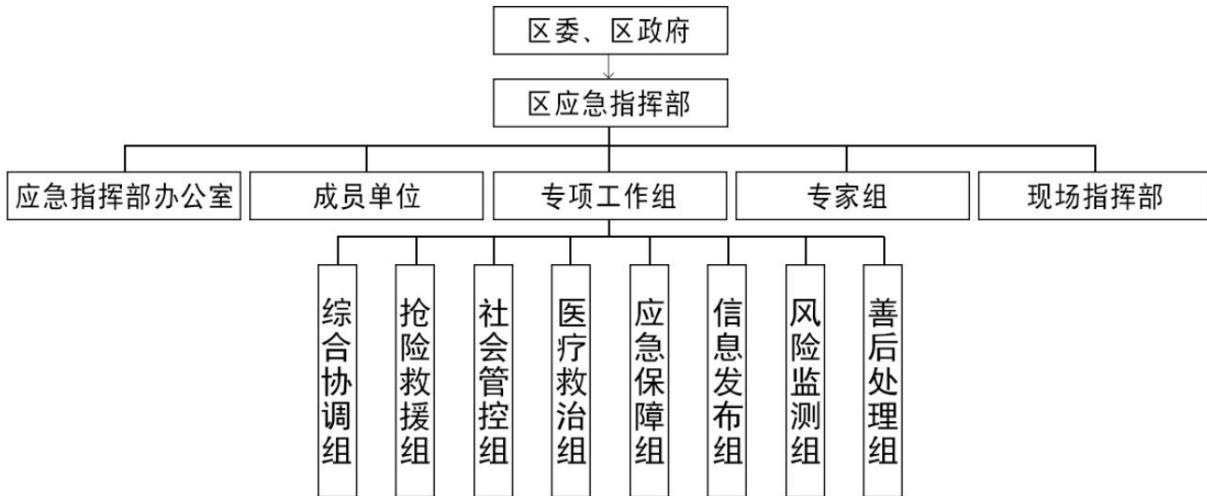 区委、区政府
区应急指挥部
应急指挥部办公室
成员单位
专项工作组
专家组
现场指挥部
综合协调组
抢险救援组
社会管控组
医疗救治组
应急保障组
信息发布组
风险监测组
善后处理组